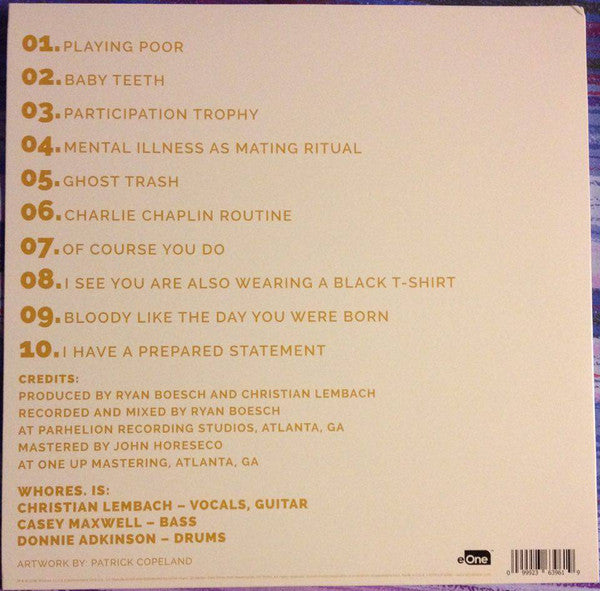 01. PLAYING POOR
02. BABY TEETH
03. PARTICIPATION TROPHY
04. MENTAL ILLNESS AS MATING RITUAL
05. GHOST TRASH
06. CHARLIE CHAPLIN ROUTINE
07. OF COURSE YOU DO
08. I SEE YOU ARE ALSO WEARING A BLACK T-SHIRT
09. BLOODY LIKE THE DAY YOU WERE BORN
10. I HAVE A PREPARED STATEMENT
CREDITS:
PRODUCED BY RYAN BOESCH AND CHRISTIAN LEMBACH
RECORDED AND MIXED BY RYAN BOESCH
AT PARHELION RECORDING STUDIOS, ATLANTA, GA
MASTERED BY JOHN HORESECO
AT ONE UP MASTERING, ATLANTA, GA
WHORES. IS:
CHRISTIAN LEMBACH – VOCALS, GUITAR
CASEY MAXWELL – BASS
DONNIE ADKINSON – DRUMS
ARTWORK BY: PATRICK COPELAND
eOne
0 99923 63961 9